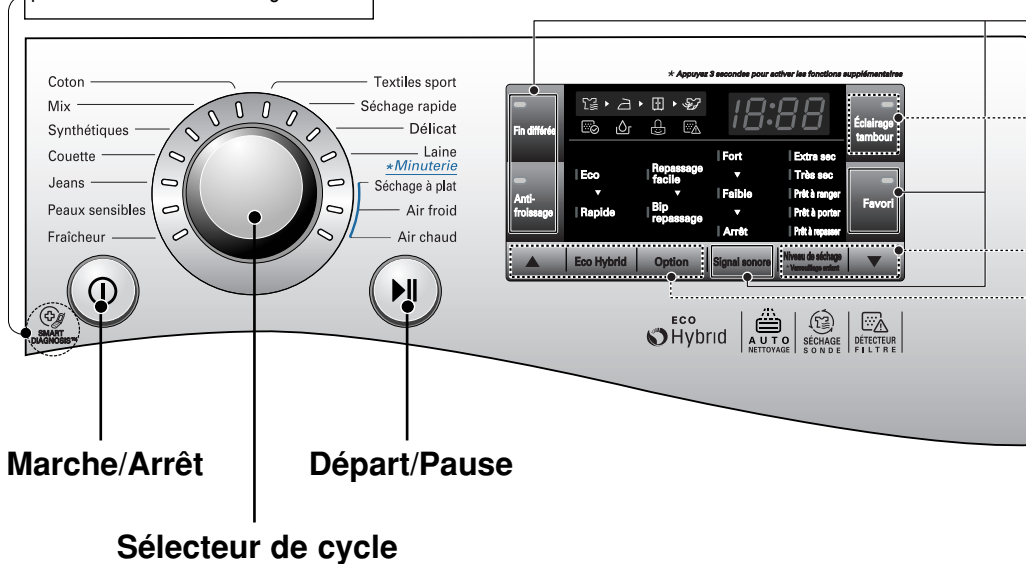 * Appuyez 3 secondes pour activer les fonctions supplémentaires
Coton
Mix
Synthétiques
Couette
Jeans
Peaux sensibles
Fraîcheur
Textiles sport
Séchage rapide
Délicat
Laine
*Minuterie
Séchage à plat
Air froid
Air chaud
SMART
DIAGNOSIS™
Fin différée
Anti-
froissage
18:88
Eco
Rapide
Repassage
facile
Bip
repassage
Fort
Faible
Arrêt
Extra sec
Très sec
Prêt à ranger
Prêt à porter
Prêt à repasser
Éclairage
tambour
Favori
Eco Hybrid
Option
Signal sonore
Niveau de séchage
* Verrouillage enfant
ECO
Hybrid
AUTO
NETTOYAGE
SÉCHAGE
SONDE
DÉTECTEUR
FILTRE
Marche/Arrêt
Départ/Pause
Sélecteur de cycle